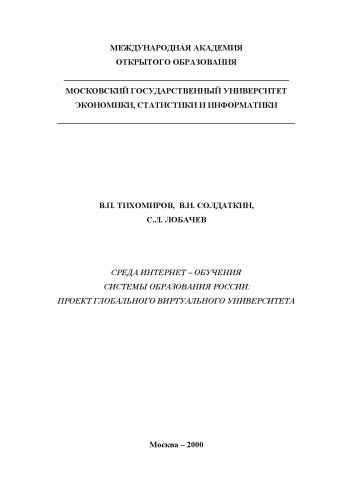 МЕЖДУНАРОДНАЯ АКАДЕМИЯ
ОТКРЫТОГО ОБРАЗОВАНИЯ
МОСКОВСКИЙ ГОСУДАРСТВЕННЫЙ УНИВЕРСИТЕТ
ЭКОНОМИКИ, СТАТИСТИКИ И ИНФОРМАТИКИ
В.П. ТИХОМИРОВ, В.И. СОЛДАТКИН,
С.Л. ЛОБАЧЕВ
СРЕДА ИНТЕРНЕТ – ОБУЧЕНИЯ
СИСТЕМЫ ОБРАЗОВАНИЯ РОССИИ:
ПРОЕКТ ГЛОБАЛЬНОГО ВИРТУАЛЬНОГО УНИВЕРСИТЕТА
Москва – 2000